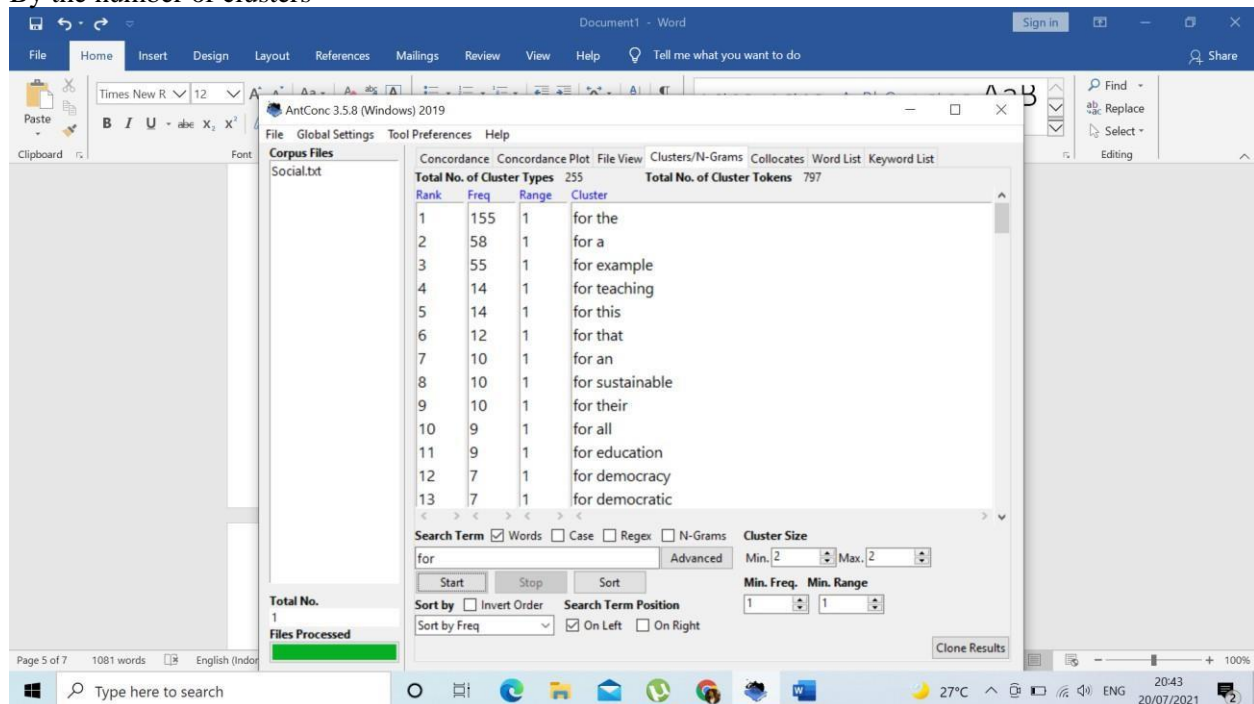 By the number of clusters
Document1 - Word
Sign in
File Home Insert Design Layout References Mailings Review View Help Tell me what you want to do
Share
Times New R 12
Paste
B I U abc X₂ X²
Clipboard
Font
Find
Replace
Select
Editing
AntConc 3.5.8 (Windows) 2019
File Global Settings Tool Preferences Help
Corpus Files
Social.txt
Concordance Concordance Plot File View Clusters/N-Grams Collocates Word List Keyword List
Total No. of Cluster Types 255 Total No. of Cluster Tokens 797
Rank Freq Range Cluster
1 155 1 for the
2 58 1 for a
3 55 1 for example
4 14 1 for teaching
5 14 1 for this
6 12 1 for that
7 10 1 for an
8 10 1 for sustainable
9 10 1 for their
10 9 1 for all
11 9 1 for education
12 7 1 for democracy
13 7 1 for democratic
Search Term Words Case Regex N-Grams Cluster Size
for Advanced Min. 2 Max. 2
Start Stop Sort Min. Freq. Min. Range
Sort by Invert Order Search Term Position 1 1
Sort by Freq On Left On Right
Total No.
1
Files Processed
Clone Results
Page 5 of 7 1081 words English (Indor
100%
Type here to search
27°C ENG 20:43
20/07/2021
2